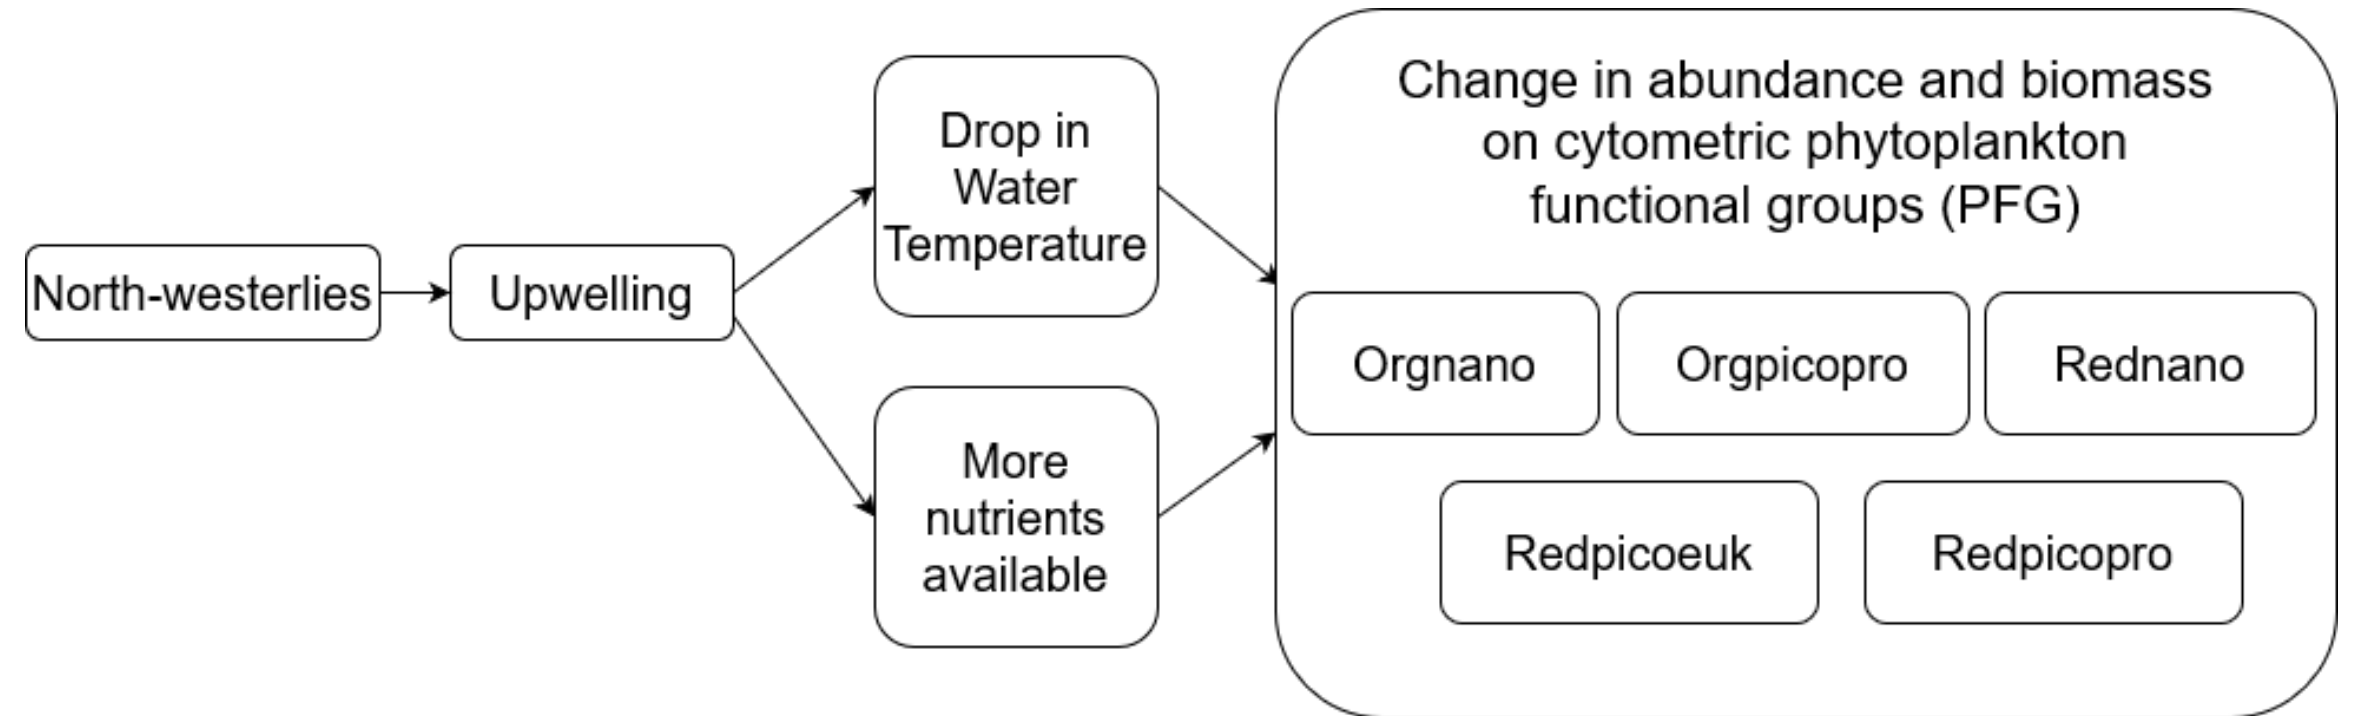 North-westerlies
Upwelling
Drop in
Water
Temperature
More
nutrients
available
Change in abundance and biomass
on cytometric phytoplankton
functional groups (PFG)
Orgnano
Orgpicopro
Rednano
Redpicoeuk
Redpicopro